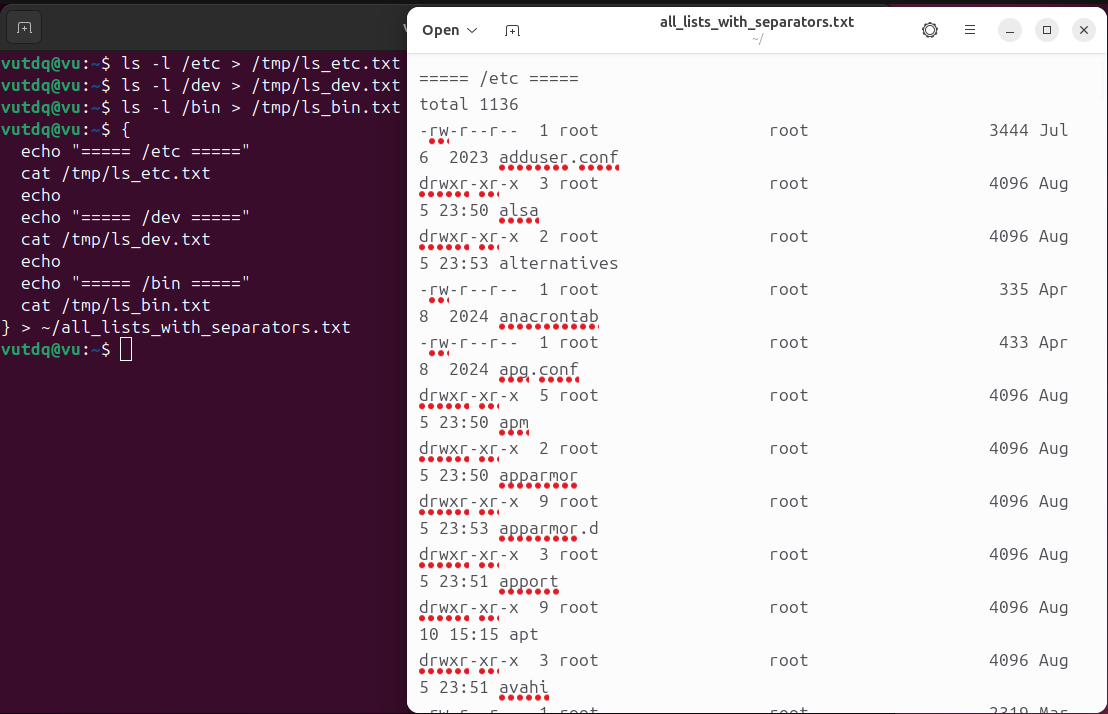 vutdq@vu:~$ ls -l /etc > /tmp/ls_etc.txt
vutdq@vu:~$ ls -l /dev > /tmp/ls_dev.txt
vutdq@vu:~$ ls -l /bin > /tmp/ls_bin.txt
vutdq@vu:~$ {
  echo "===== /etc ====="
  cat /tmp/ls_etc.txt
  echo
  echo "===== /dev ====="
  cat /tmp/ls_dev.txt
  echo
  echo "===== /bin ====="
  cat /tmp/ls_bin.txt
} > ~/all_lists_with_separators.txt
vutdq@vu:~$
Open
all_lists_with_separators.txt
~/
===== /etc =====
total 1136
-rw-r--r--  1 root                 root                  3444 Jul
6  2023 adduser.conf
drwxr-xr-x  3 root                 root                  4096 Aug
5 23:50 alsa
drwxr-xr-x  2 root                 root                  4096 Aug
5 23:53 alternatives
-rw-r--r--  1 root                 root                   335 Apr
8  2024 anacrontab
-rw-r--r--  1 root                 root                   433 Apr
8  2024 apg.conf
drwxr-xr-x  5 root                 root                  4096 Aug
5 23:50 apm
drwxr-xr-x  2 root                 root                  4096 Aug
5 23:50 apparmor
drwxr-xr-x  9 root                 root                  4096 Aug
5 23:53 apparmor.d
drwxr-xr-x  3 root                 root                  4096 Aug
5 23:51 apport
drwxr-xr-x  9 root                 root                  4096 Aug
10 15:15 apt
drwxr-xr-x  3 root                 root                  4096 Aug
5 23:51 avahi
-rw-r--r--  1 root                 root                  2319 Mar